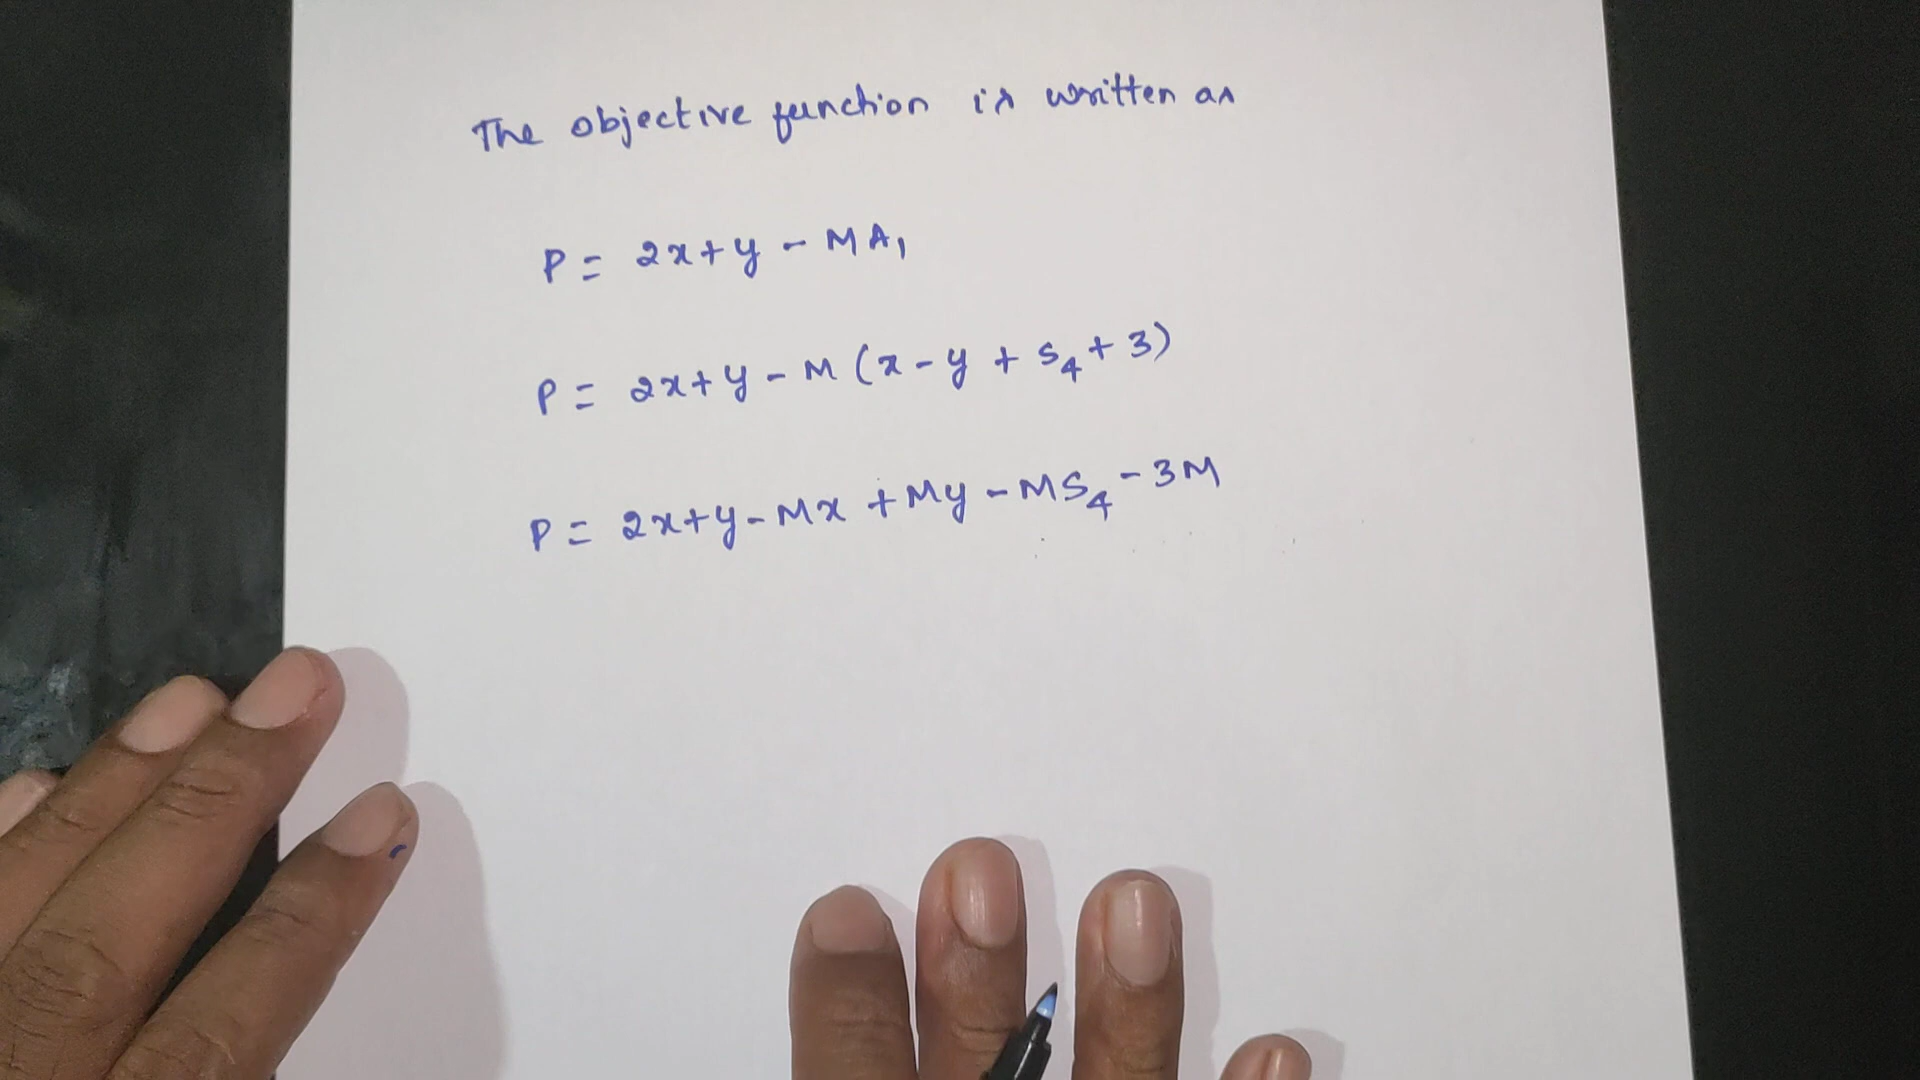 The objective function is written as
P = 2x+y - MA₁
P = 2x+y - M (x-y + S₄+3)
P = 2x+y-Mx +My -MS₄-3M